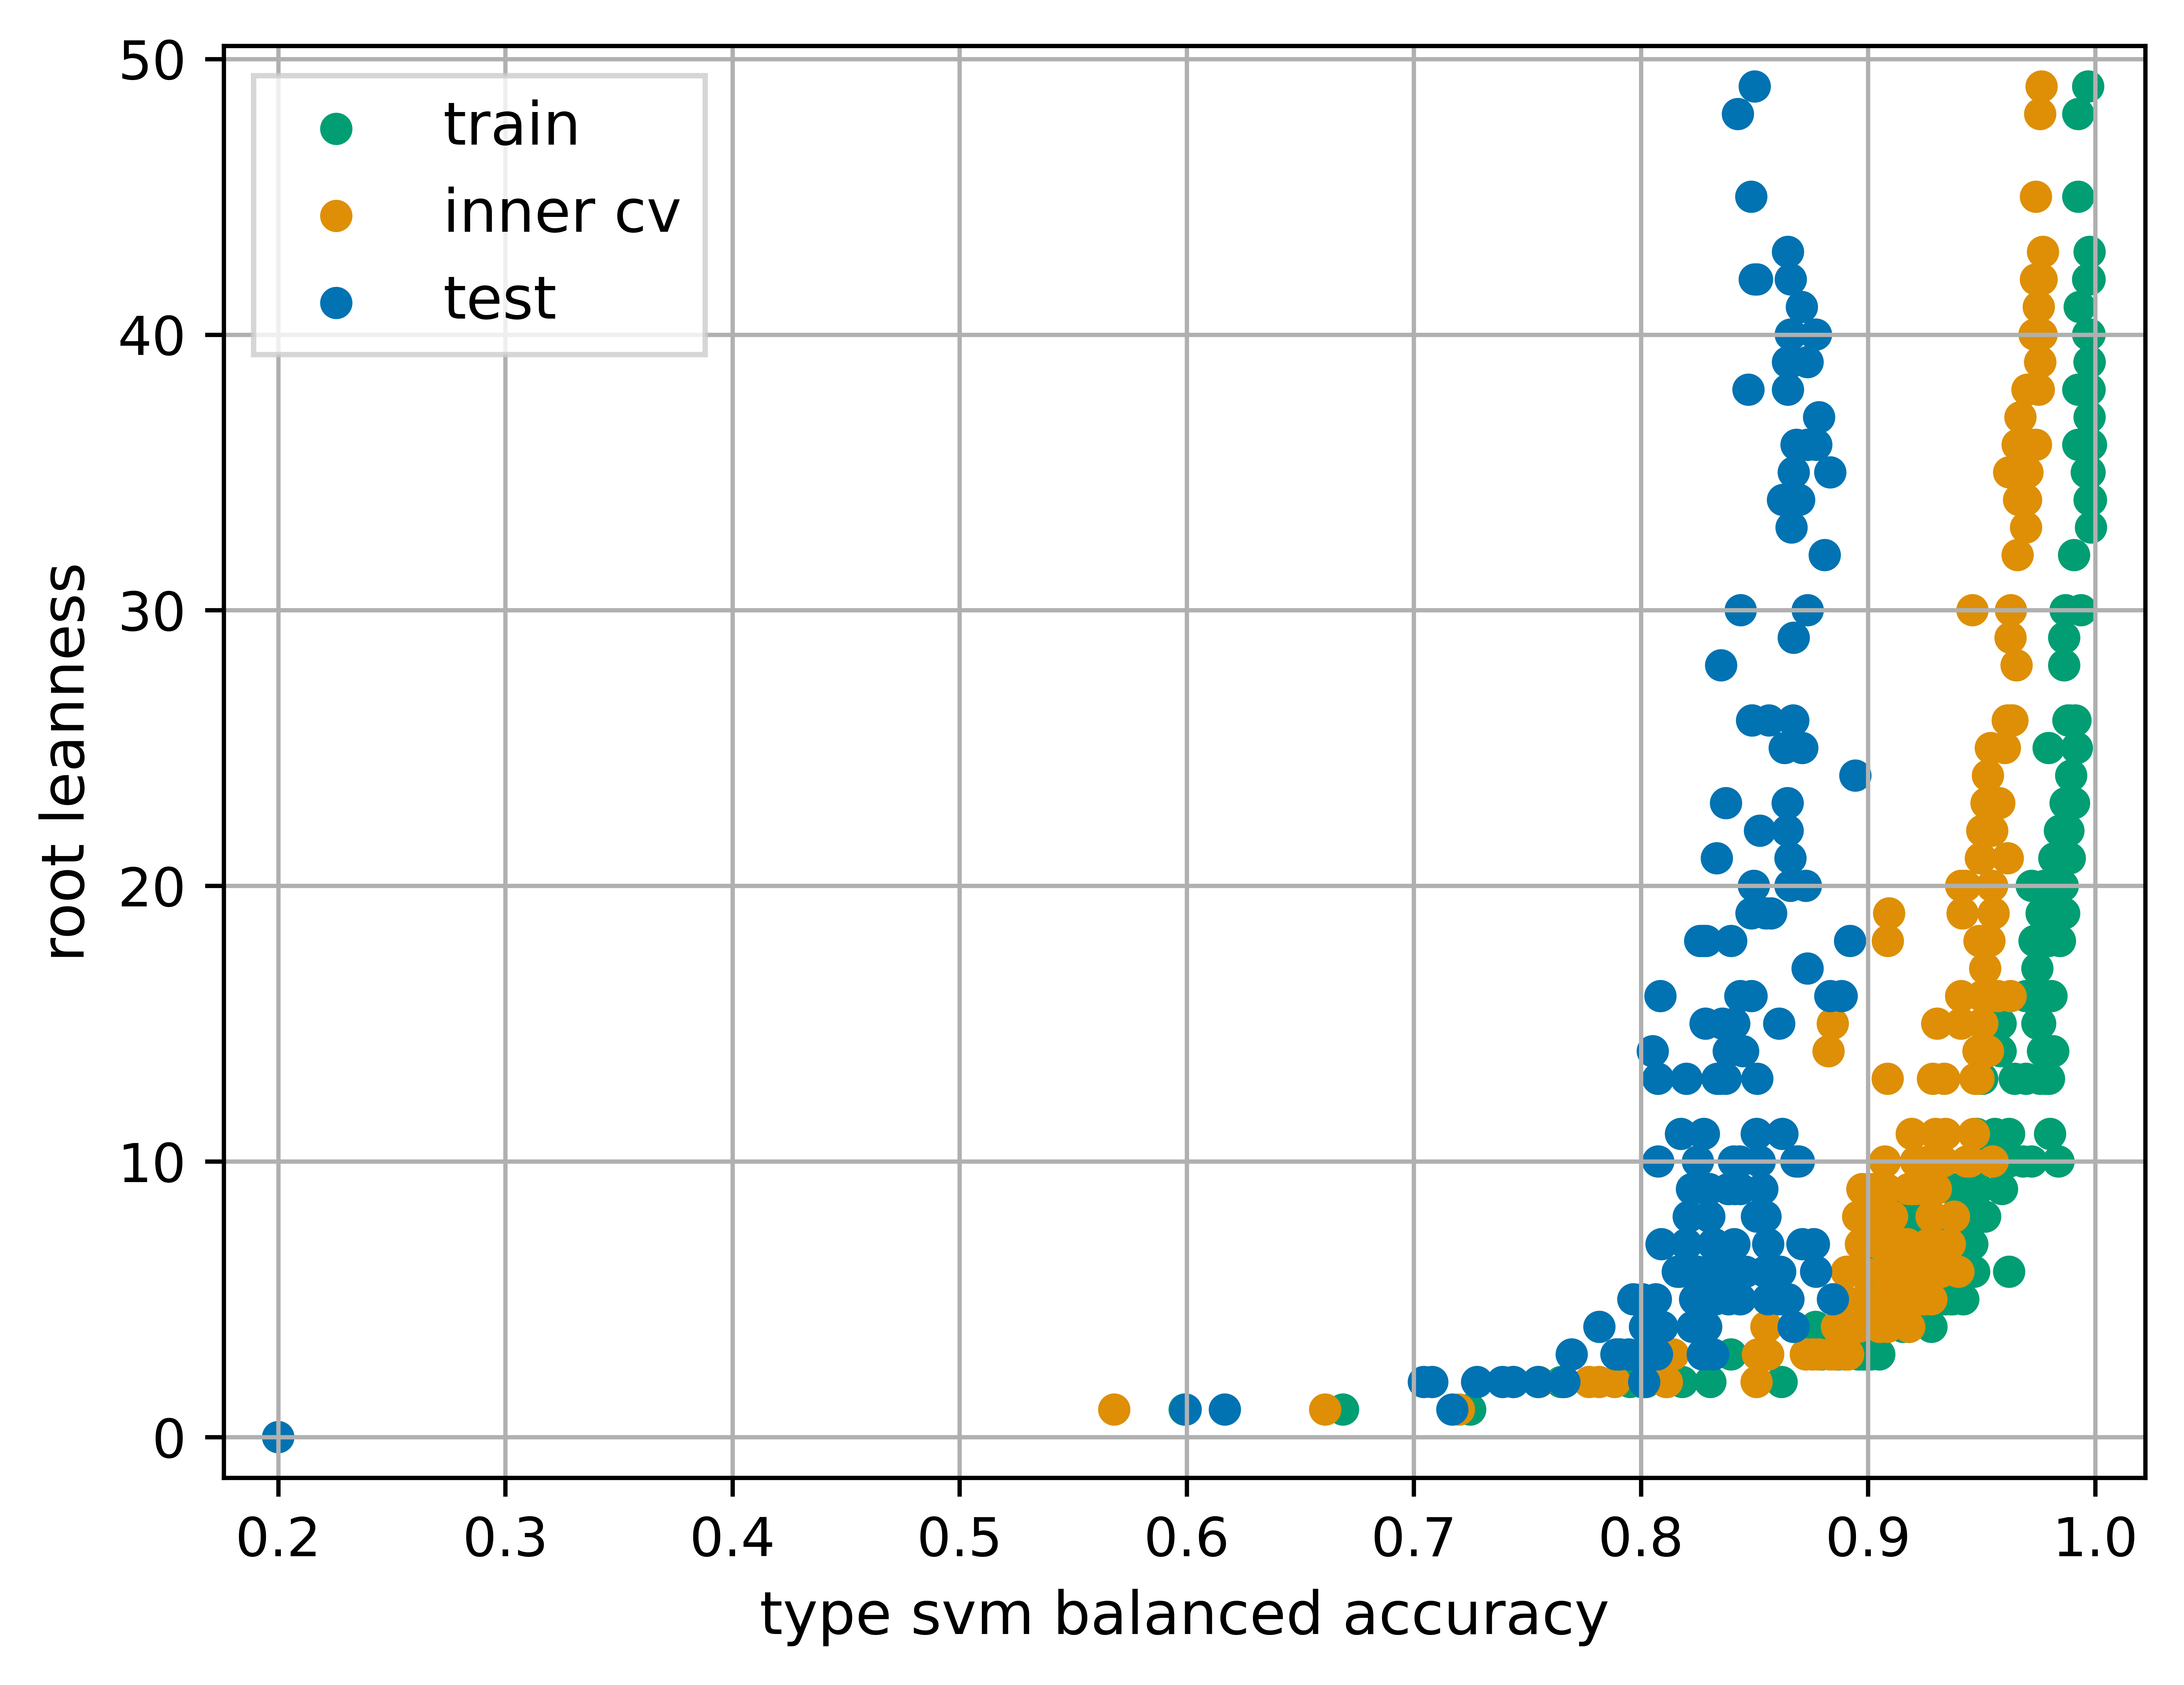 50
40
30
20
10
0
root leanness
train
inner cv
test
0.2 0.3 0.4 0.5 0.6 0.7 0.8 0.9 1.0
type svm balanced accuracy